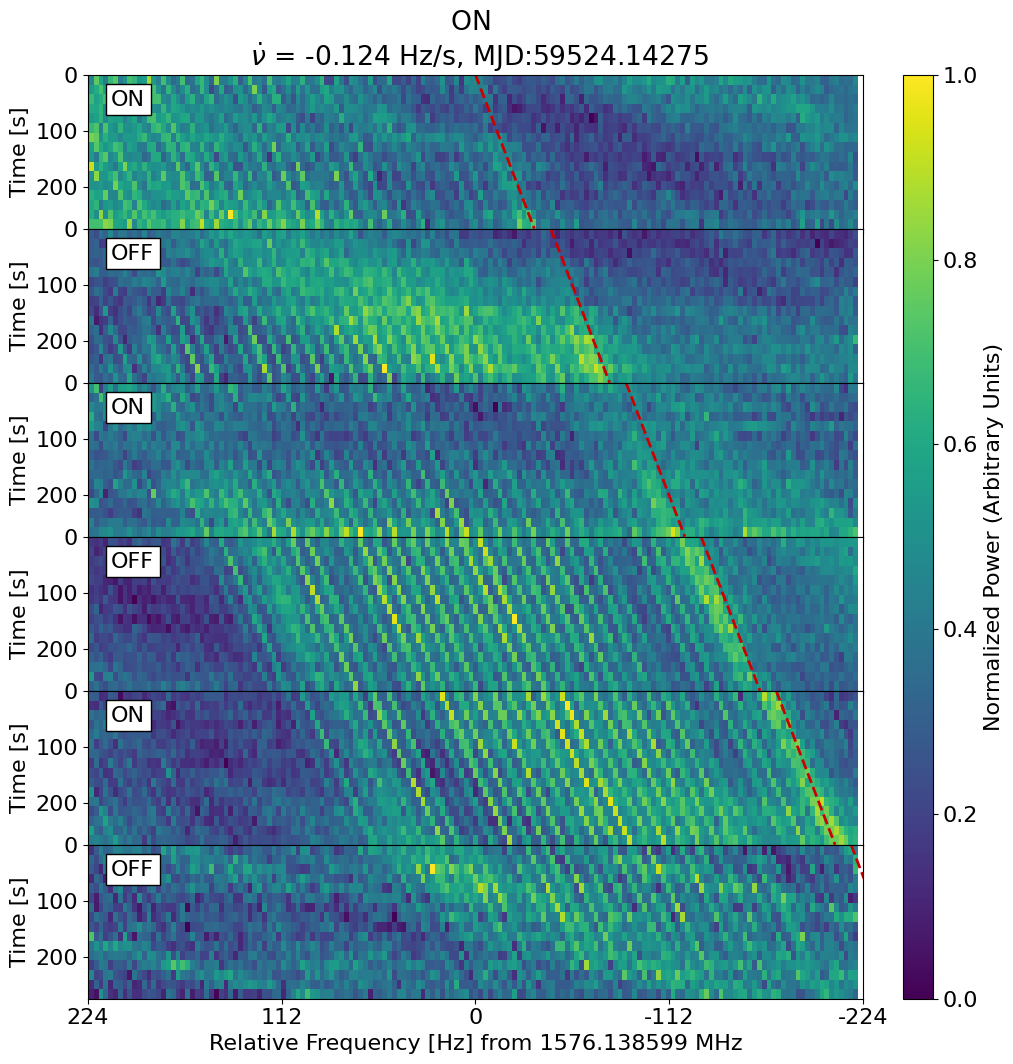 ON
ν̇ = -0.124 Hz/s, MJD:59524.14275
0
ON
100
200
Time [s]
0
OFF
100
200
Time [s]
0
ON
100
200
Time [s]
0
OFF
100
200
Time [s]
0
ON
100
200
Time [s]
0
OFF
100
200
Time [s]
224 112 0 -112 -224
Relative Frequency [Hz] from 1576.138599 MHz
1.0
0.8
0.6
0.4
0.2
0.0
Normalized Power (Arbitrary Units)